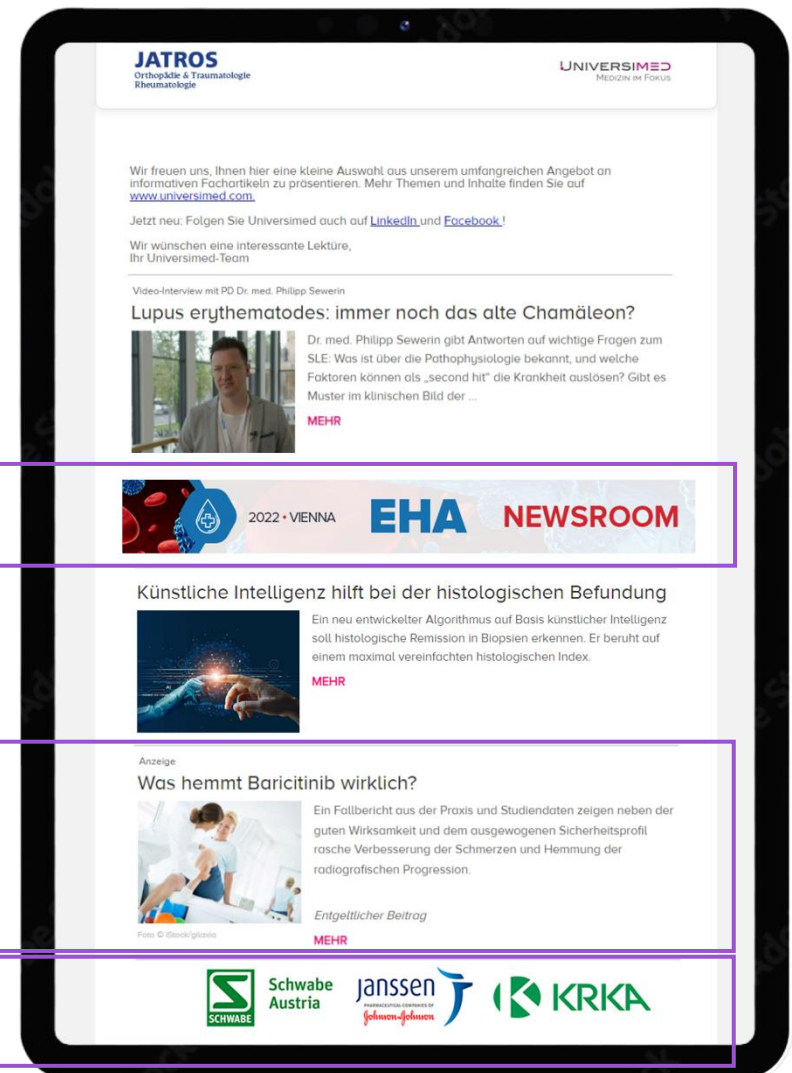 JATROS
Orthopädie & Traumatologie
Rheumatologie
UNIVERSIMED
MEDIZIN IM FOKUS
Wir freuen uns, Ihnen hier eine kleine Auswahl aus unserem umfangreichen Angebot an
informativen Fachartikeln zu präsentieren. Mehr Themen und Inhalte finden Sie auf
www.universimed.com.
Jetzt neu: Folgen Sie Universimed auch auf LinkedIn und Facebook !
Wir wünschen eine interessante Lektüre,
Ihr Universimed-Team
Video-Interview mit PD Dr. med. Philipp Sewerin
Lupus erythematodes: immer noch das alte Chamäleon?
Dr. med. Philipp Sewerin gibt Antworten auf wichtige Fragen zum
SLE: Was ist über die Pathophysiologie bekannt, und welche
Faktoren können als „second hit" die Krankheit auslösen? Gibt es
Muster im klinischen Bild der ...
MEHR
2022 • VIENNA EHA NEWSROOM
Künstliche Intelligenz hilft bei der histologischen Befundung
Ein neu entwickelter Algorithmus auf Basis künstlicher Intelligenz
soll histologische Remission in Biopsien erkennen. Er beruht auf
einem maximal vereinfachten histologischen Index.
MEHR
Anzeige
Was hemmt Baricitinib wirklich?
Ein Fallbericht aus der Praxis und Studiendaten zeigen neben der
guten Wirksamkeit und dem ausgewogenen Sicherheitsprofil
rasche Verbesserung der Schmerzen und Hemmung der
radiografischen Progression.
Entgeltlicher Beitrag
Foto © iStock/gilaxia
MEHR
SCHWABE
Schwabe
Austria
janssen
PHARMACEUTICAL COMPANIES OF
Johnson & Johnson
KRKA